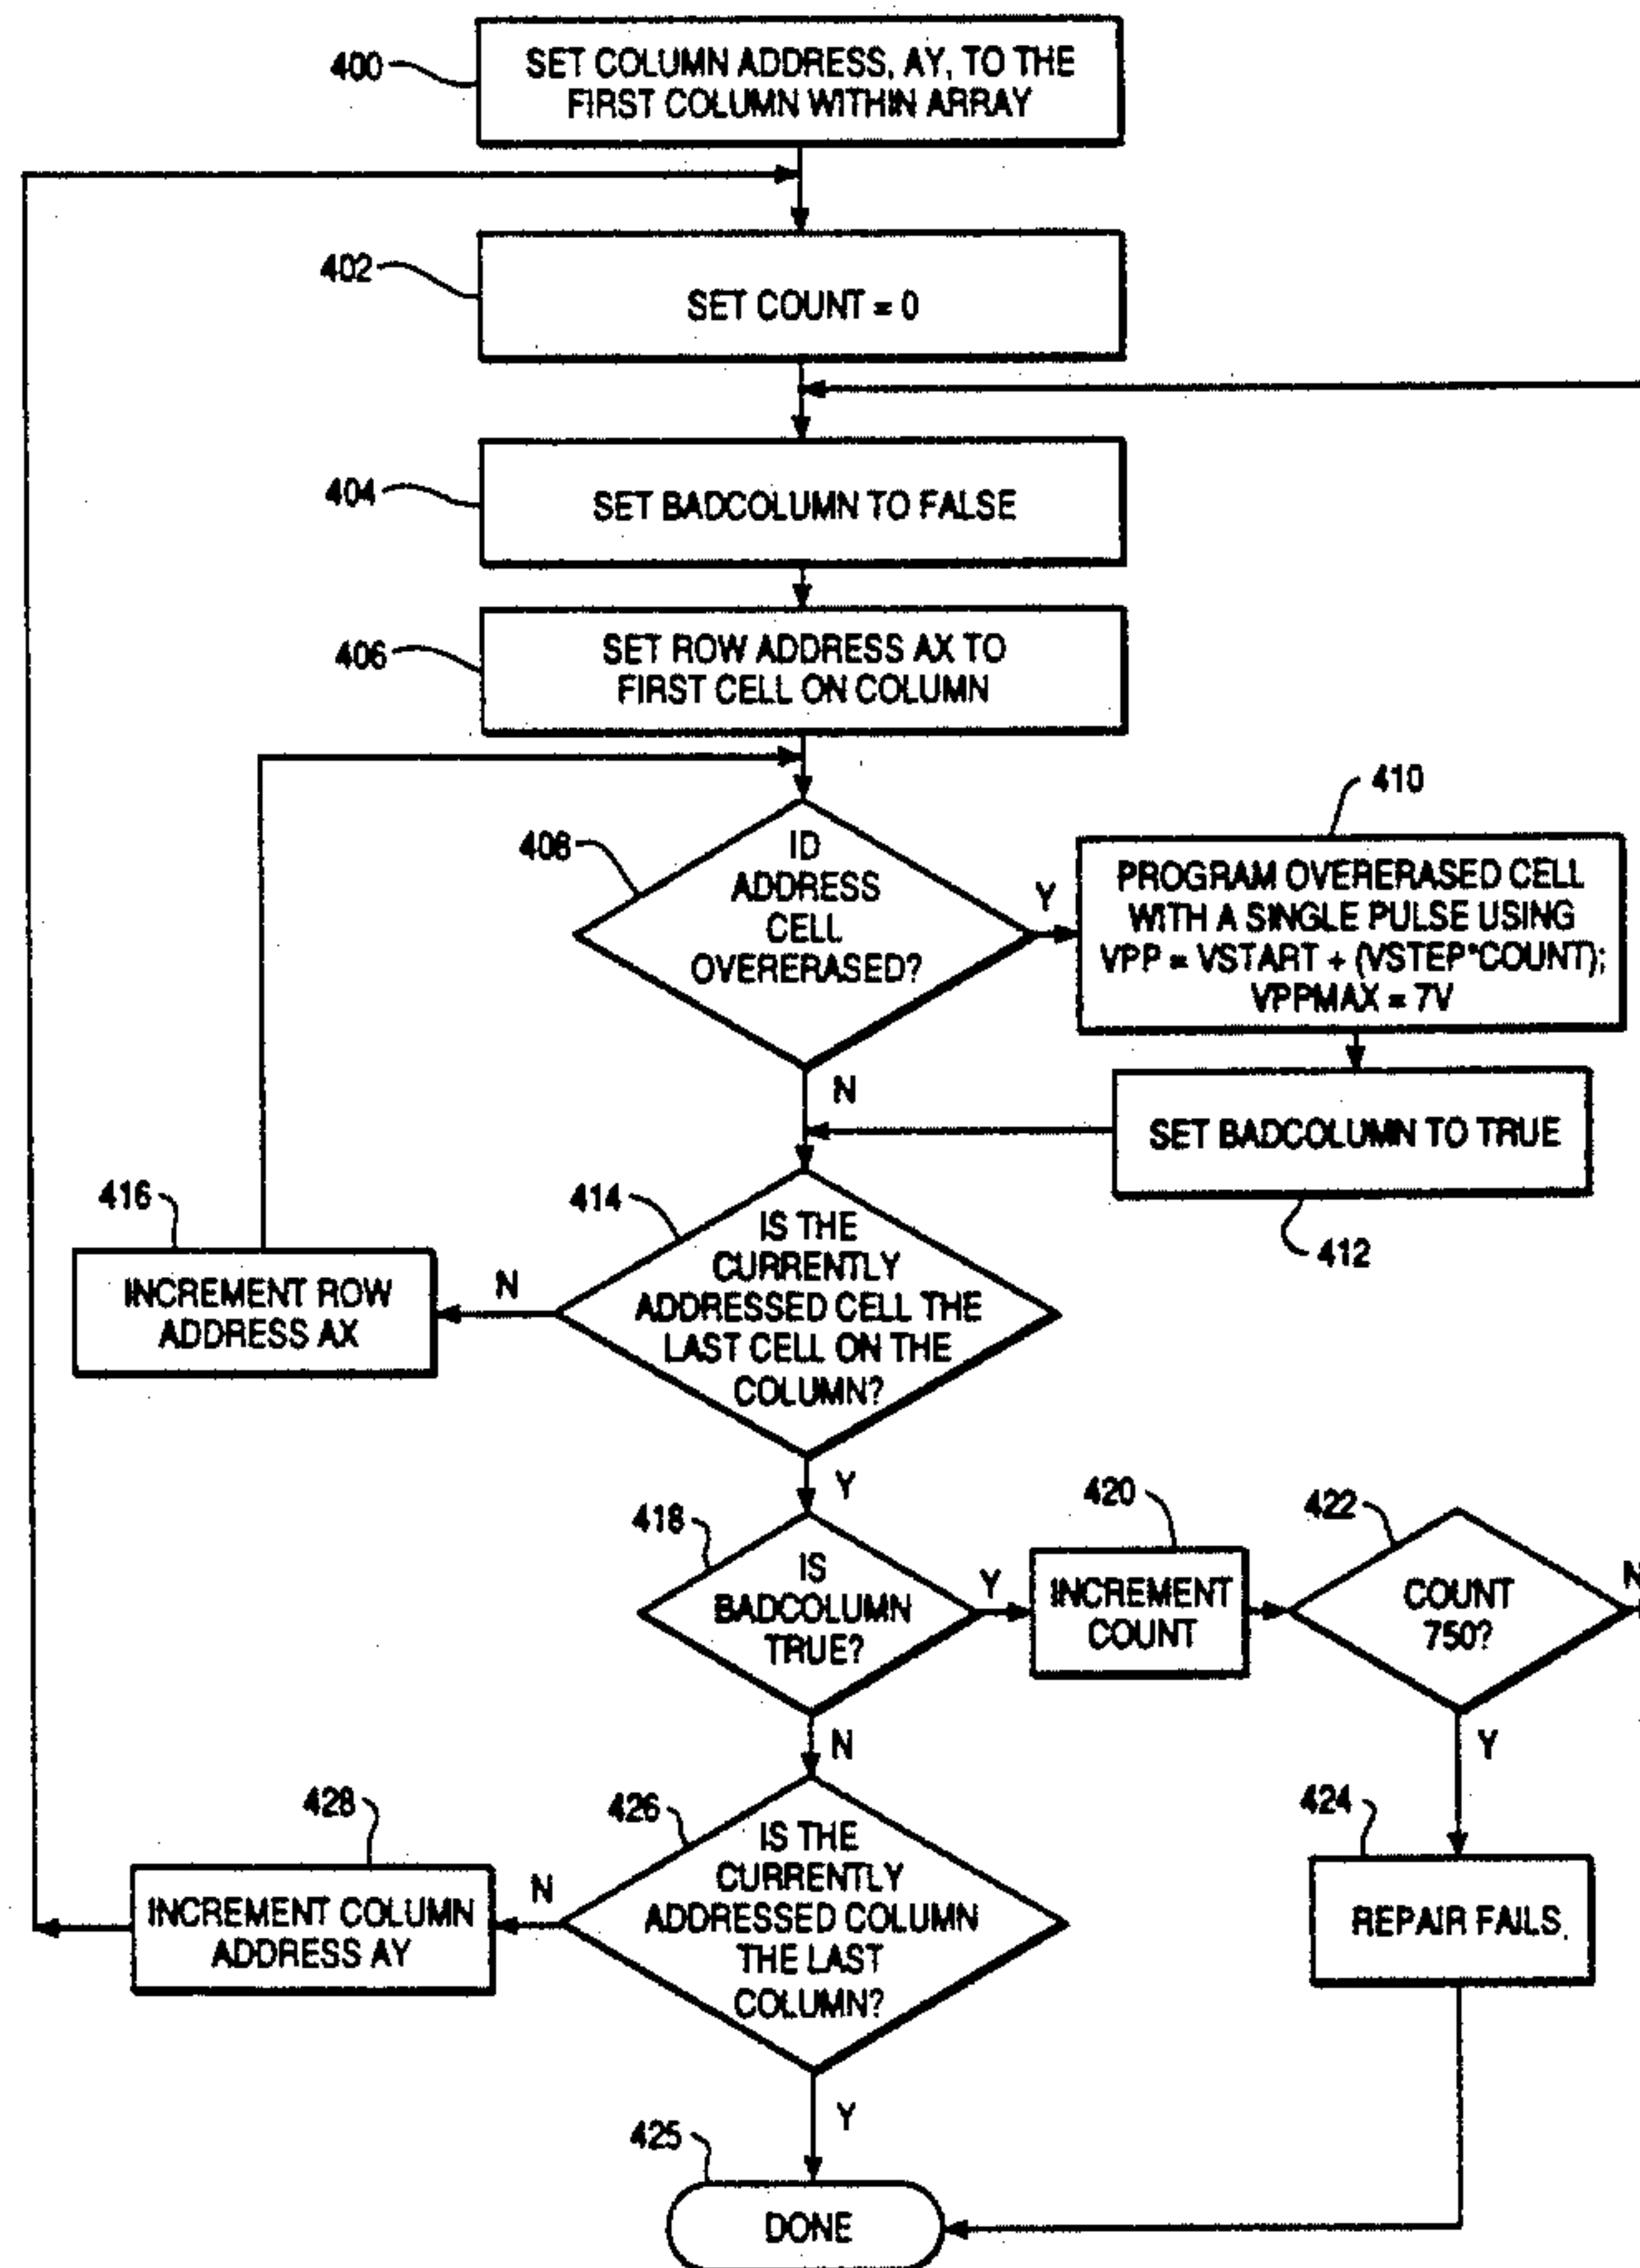 400
SET COLUMN ADDRESS, AY, TO THE
FIRST COLUMN WITHIN ARRAY
402
SET COUNT = 0
404
SET BADCOLUMN TO FALSE
406
SET ROW ADDRESS AX TO
FIRST CELL ON COLUMN
408
ID
ADDRESS
CELL
OVERERASED?
Y
N
410
PROGRAM OVERERASED CELL
WITH A SINGLE PULSE USING
VPP = VSTART + (VSTEP*COUNT);
VPPMAX = 7V
SET BADCOLUMN TO TRUE
412
414
IS THE
CURRENTLY
ADDRESSED CELL THE
LAST CELL ON THE
COLUMN?
N
Y
416
INCREMENT ROW
ADDRESS AX
418
IS
BADCOLUMN
TRUE?
Y
N
420
INCREMENT
COUNT
422
COUNT
750?
N
Y
424
REPAIR FAILS
426
IS THE
CURRENTLY
ADDRESSED COLUMN
THE LAST
COLUMN?
N
Y
428
INCREMENT COLUMN
ADDRESS AY
425
DONE